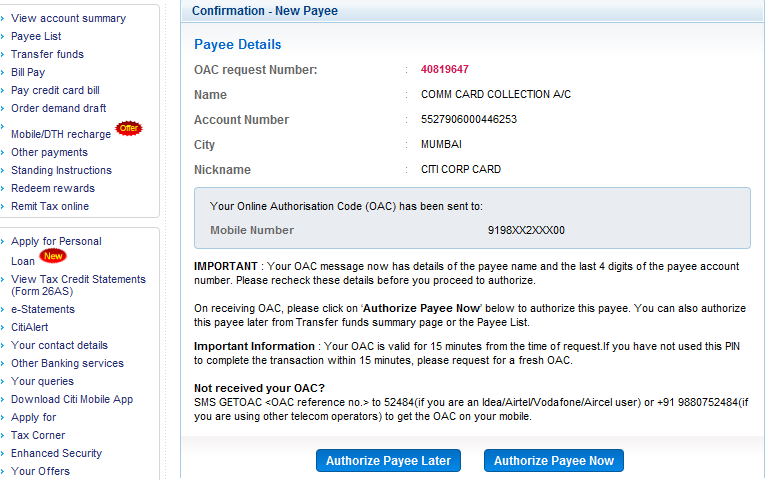 View account summary
Payee List
Transfer funds
Bill Pay
Pay credit card bill
Order demand draft
Mobile/DTH recharge Offer
Other payments
Standing Instructions
Redeem rewards
Remit Tax online
Apply for Personal
Loan New
View Tax Credit Statements
(Form 26AS)
e-Statements
CitiAlert
Your contact details
Other Banking services
Your queries
Download Citi Mobile App
Apply for
Tax Corner
Enhanced Security
Your Offers
Confirmation - New Payee
Payee Details
OAC request Number: : 40819647
Name : COMM CARD COLLECTION A/C
Account Number : 5527906000446253
City : MUMBAI
Nickname : CITI CORP CARD
Your Online Authorisation Code (OAC) has been sent to:
Mobile Number 9198XX2XXX00
IMPORTANT : Your OAC message now has details of the payee name and the last 4 digits of the payee account
number. Please recheck these details before you proceed to authorize.
On receiving OAC, please click on 'Authorize Payee Now' below to authorize this payee. You can also authorize
this payee later from Transfer funds summary page or the Payee List.
Important Information : Your OAC is valid for 15 minutes from the time of request.If you have not used this PIN
to complete the transaction within 15 minutes, please request for a fresh OAC.
Not received your OAC?
SMS GETOAC <OAC reference no.> to 52484(if you are an Idea/Airtel/Vodafone/Aircel user) or +91 9880752484(if
you are using other telecom operators) to get the OAC on your mobile.
Authorize Payee Later Authorize Payee Now